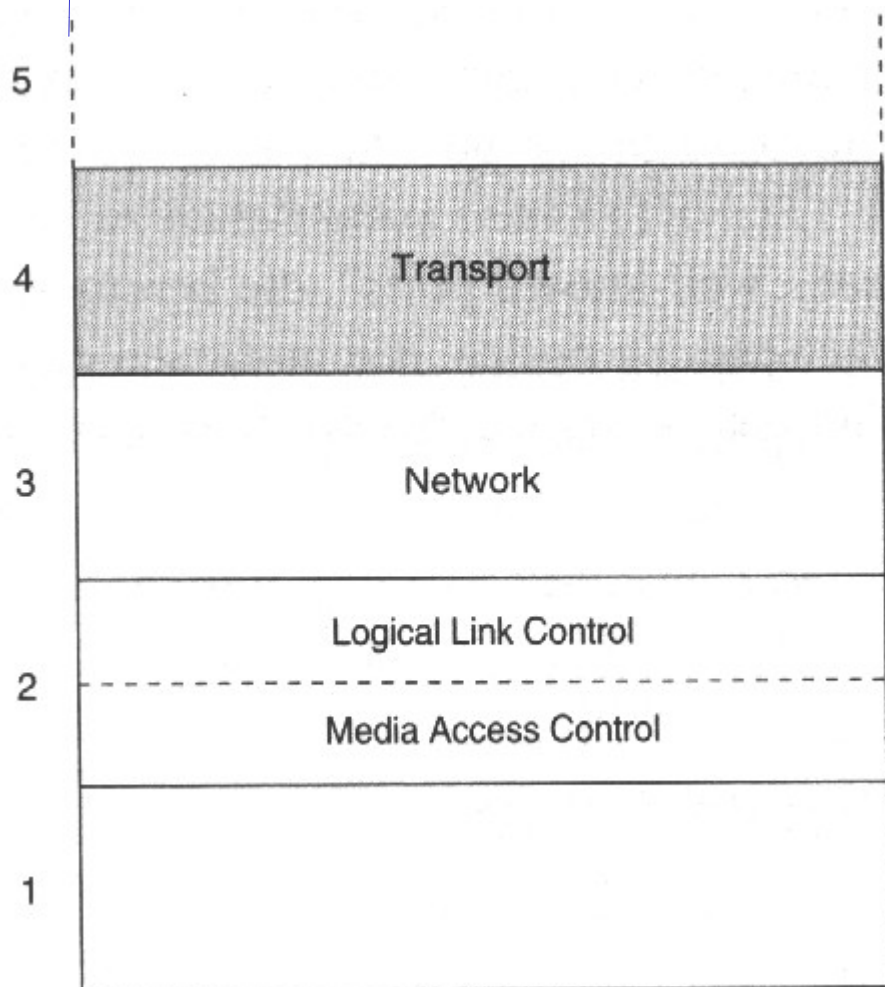 5
4
Transport
3
Network
Logical Link Control
2
Media Access Control
1